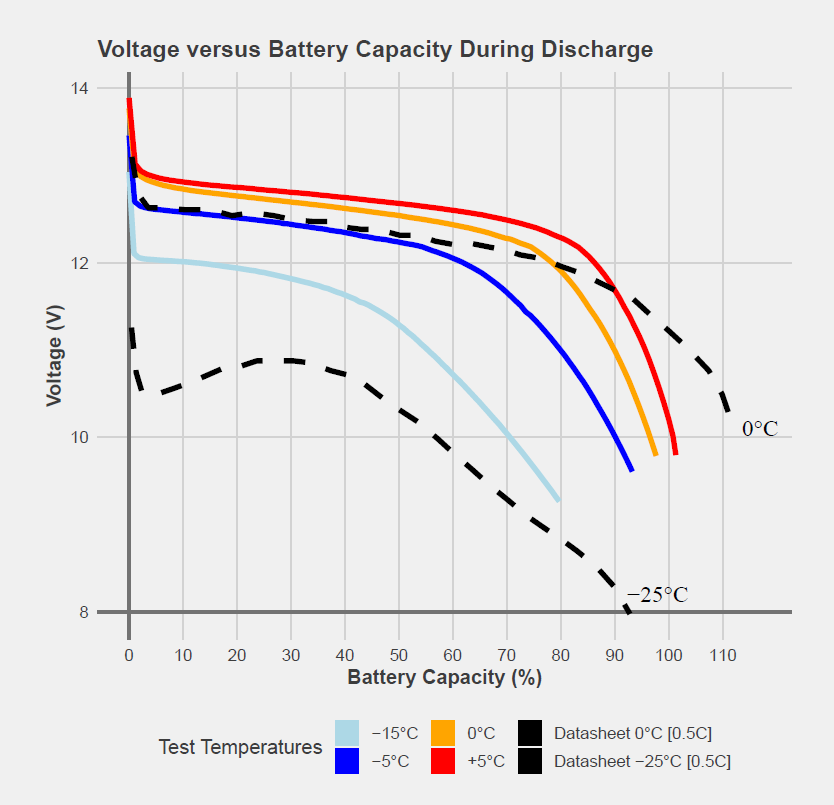 Voltage versus Battery Capacity During Discharge
14
12
10
8
Voltage (V)
0°C
−25°C
0 10 20 30 40 50 60 70 80 90 100 110
Battery Capacity (%)
Test Temperatures
−15°C 0°C Datasheet 0°C [0.5C]
−5°C +5°C Datasheet −25°C [0.5C]